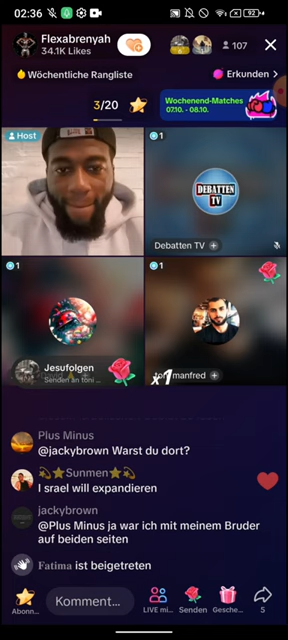 02:36
92
Flexabrenyah
34.1K Likes
107
Wöchentliche Rangliste
Erkunden >
3/20
Wochenend-Matches
07.10. - 08.10.
Host
1
DEBATTEN
TV
Debatten TV +
1
1
Jesufolgen
Senden an toni ...
x1
manfred +
Plus Minus
@jackybrown Warst du dort?
Sunmen
I srael will expandieren
jackybrown
@Plus Minus ja war ich mit meinem Bruder
auf beiden seiten
Fatima ist beigetreten
Abonn...
Komment...
LIVE mi...
Senden
Gesche...
5